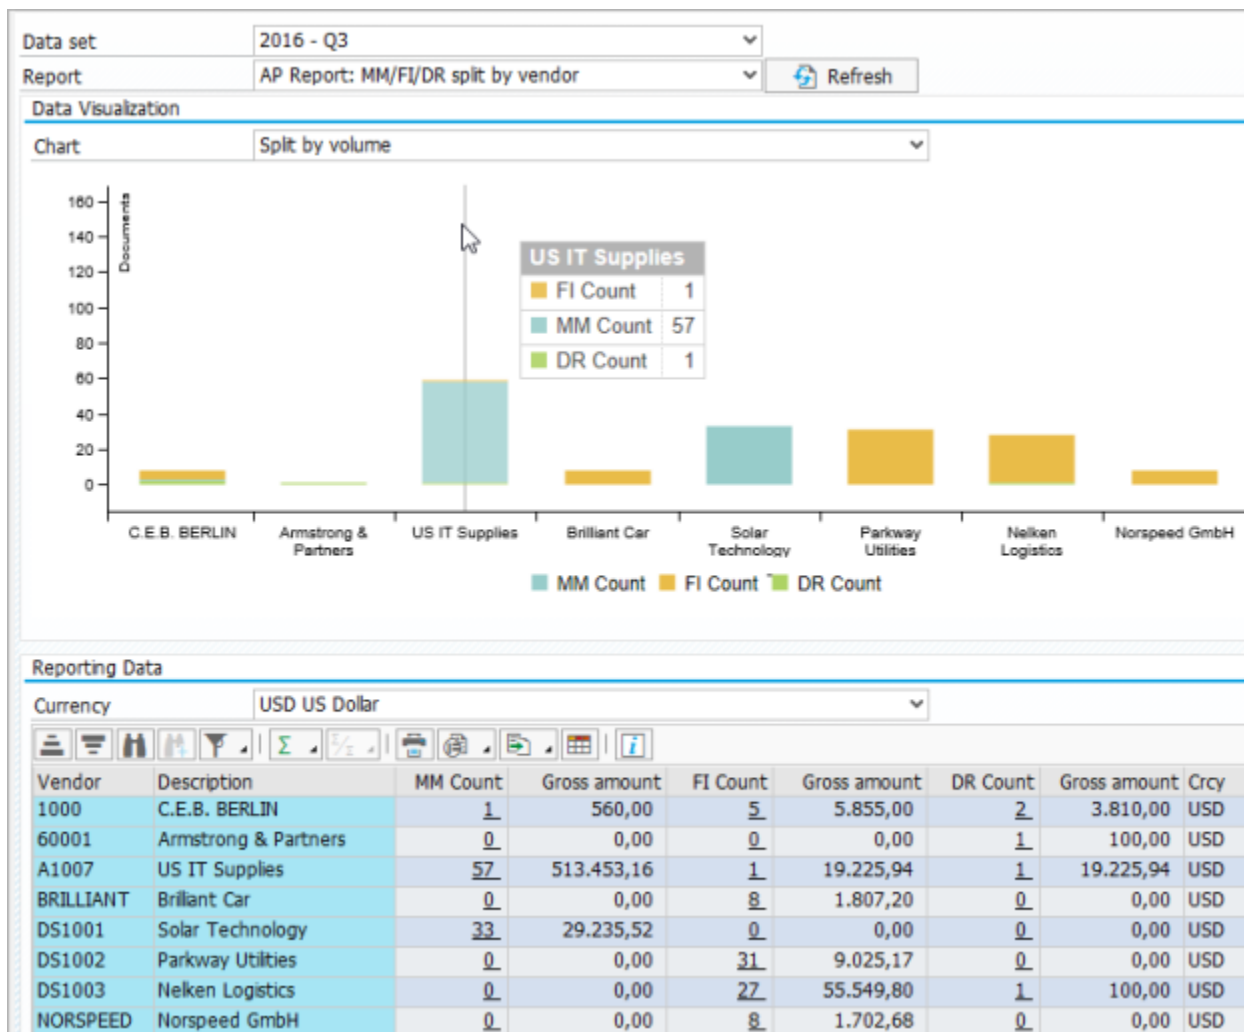 Data set 2016 - Q3
Report AP Report: MM/FI/DR split by vendor Refresh
Data Visualization
Chart Split by volume
160
140
120
100
80
60
40
20
0
Documents
US IT Supplies
FI Count 1
MM Count 57
DR Count 1
C.E.B. BERLIN Armstrong & Partners US IT Supplies Brilliant Car Solar Technology Parkway Utilities Nelken Logistics Norspeed GmbH
MM Count FI Count DR Count
Reporting Data
Currency USD US Dollar
Vendor Description MM Count Gross amount FI Count Gross amount DR Count Gross amount Crcy
1000 C.E.B. BERLIN 1 560,00 5 5.855,00 2 3.810,00 USD
60001 Armstrong & Partners 0 0,00 0 0,00 1 100,00 USD
A1007 US IT Supplies 57 513.453,16 1 19.225,94 1 19.225,94 USD
BRILLIANT Brilliant Car 0 0,00 8 1.807,20 0 0,00 USD
DS1001 Solar Technology 33 29.235,52 0 0,00 0 0,00 USD
DS1002 Parkway Utilities 0 0,00 31 9.025,17 0 0,00 USD
DS1003 Nelken Logistics 0 0,00 27 55.549,80 1 100,00 USD
NORSPEED Norspeed GmbH 0 0,00 8 1.702,68 0 0,00 USD